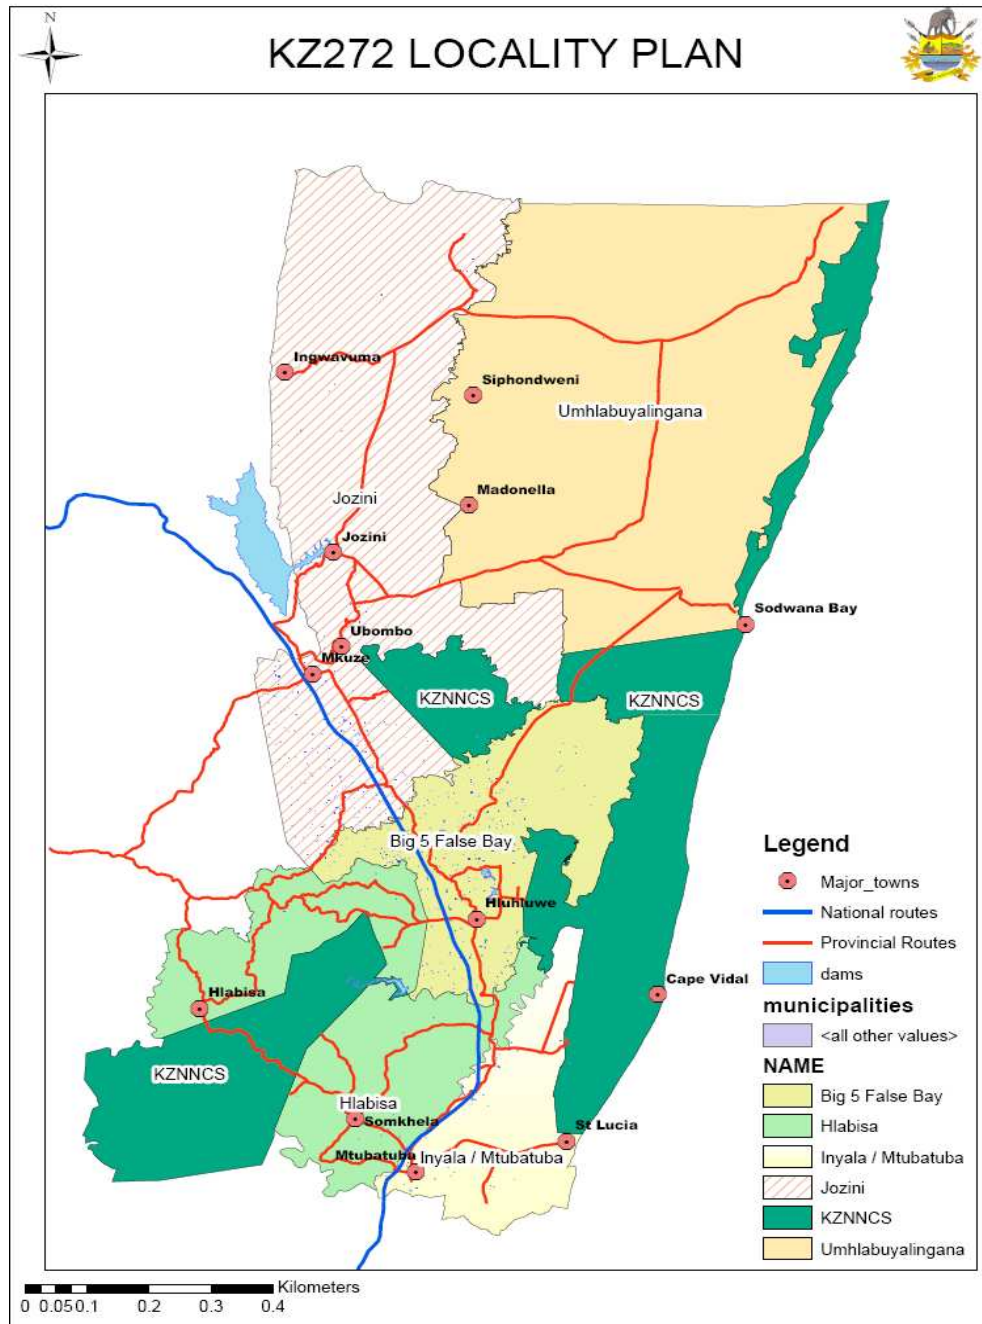 N
KZ272 LOCALITY PLAN
Ingwavuma
Siphondweni
Umhlabuyalingana
Madonella
Jozini
Jozini
Sodwana Bay
Ubombo
Mkuze
KZNNCS
KZNNCS
Big 5 False Bay
Hluhluwe
Cape Vidal
Hlabisa
KZNNCS
Hlabisa
Somkhela
St Lucia
Mtubatuba
Inyala / Mtubatuba
Legend
Major_towns
National routes
Provincial Routes
dams
municipalities
<all other values>
NAME
Big 5 False Bay
Hlabisa
Inyala / Mtubatuba
Jozini
KZNNCS
Umhlabuyalingana
Kilometers
0 0.05 0.1 0.2 0.3 0.4